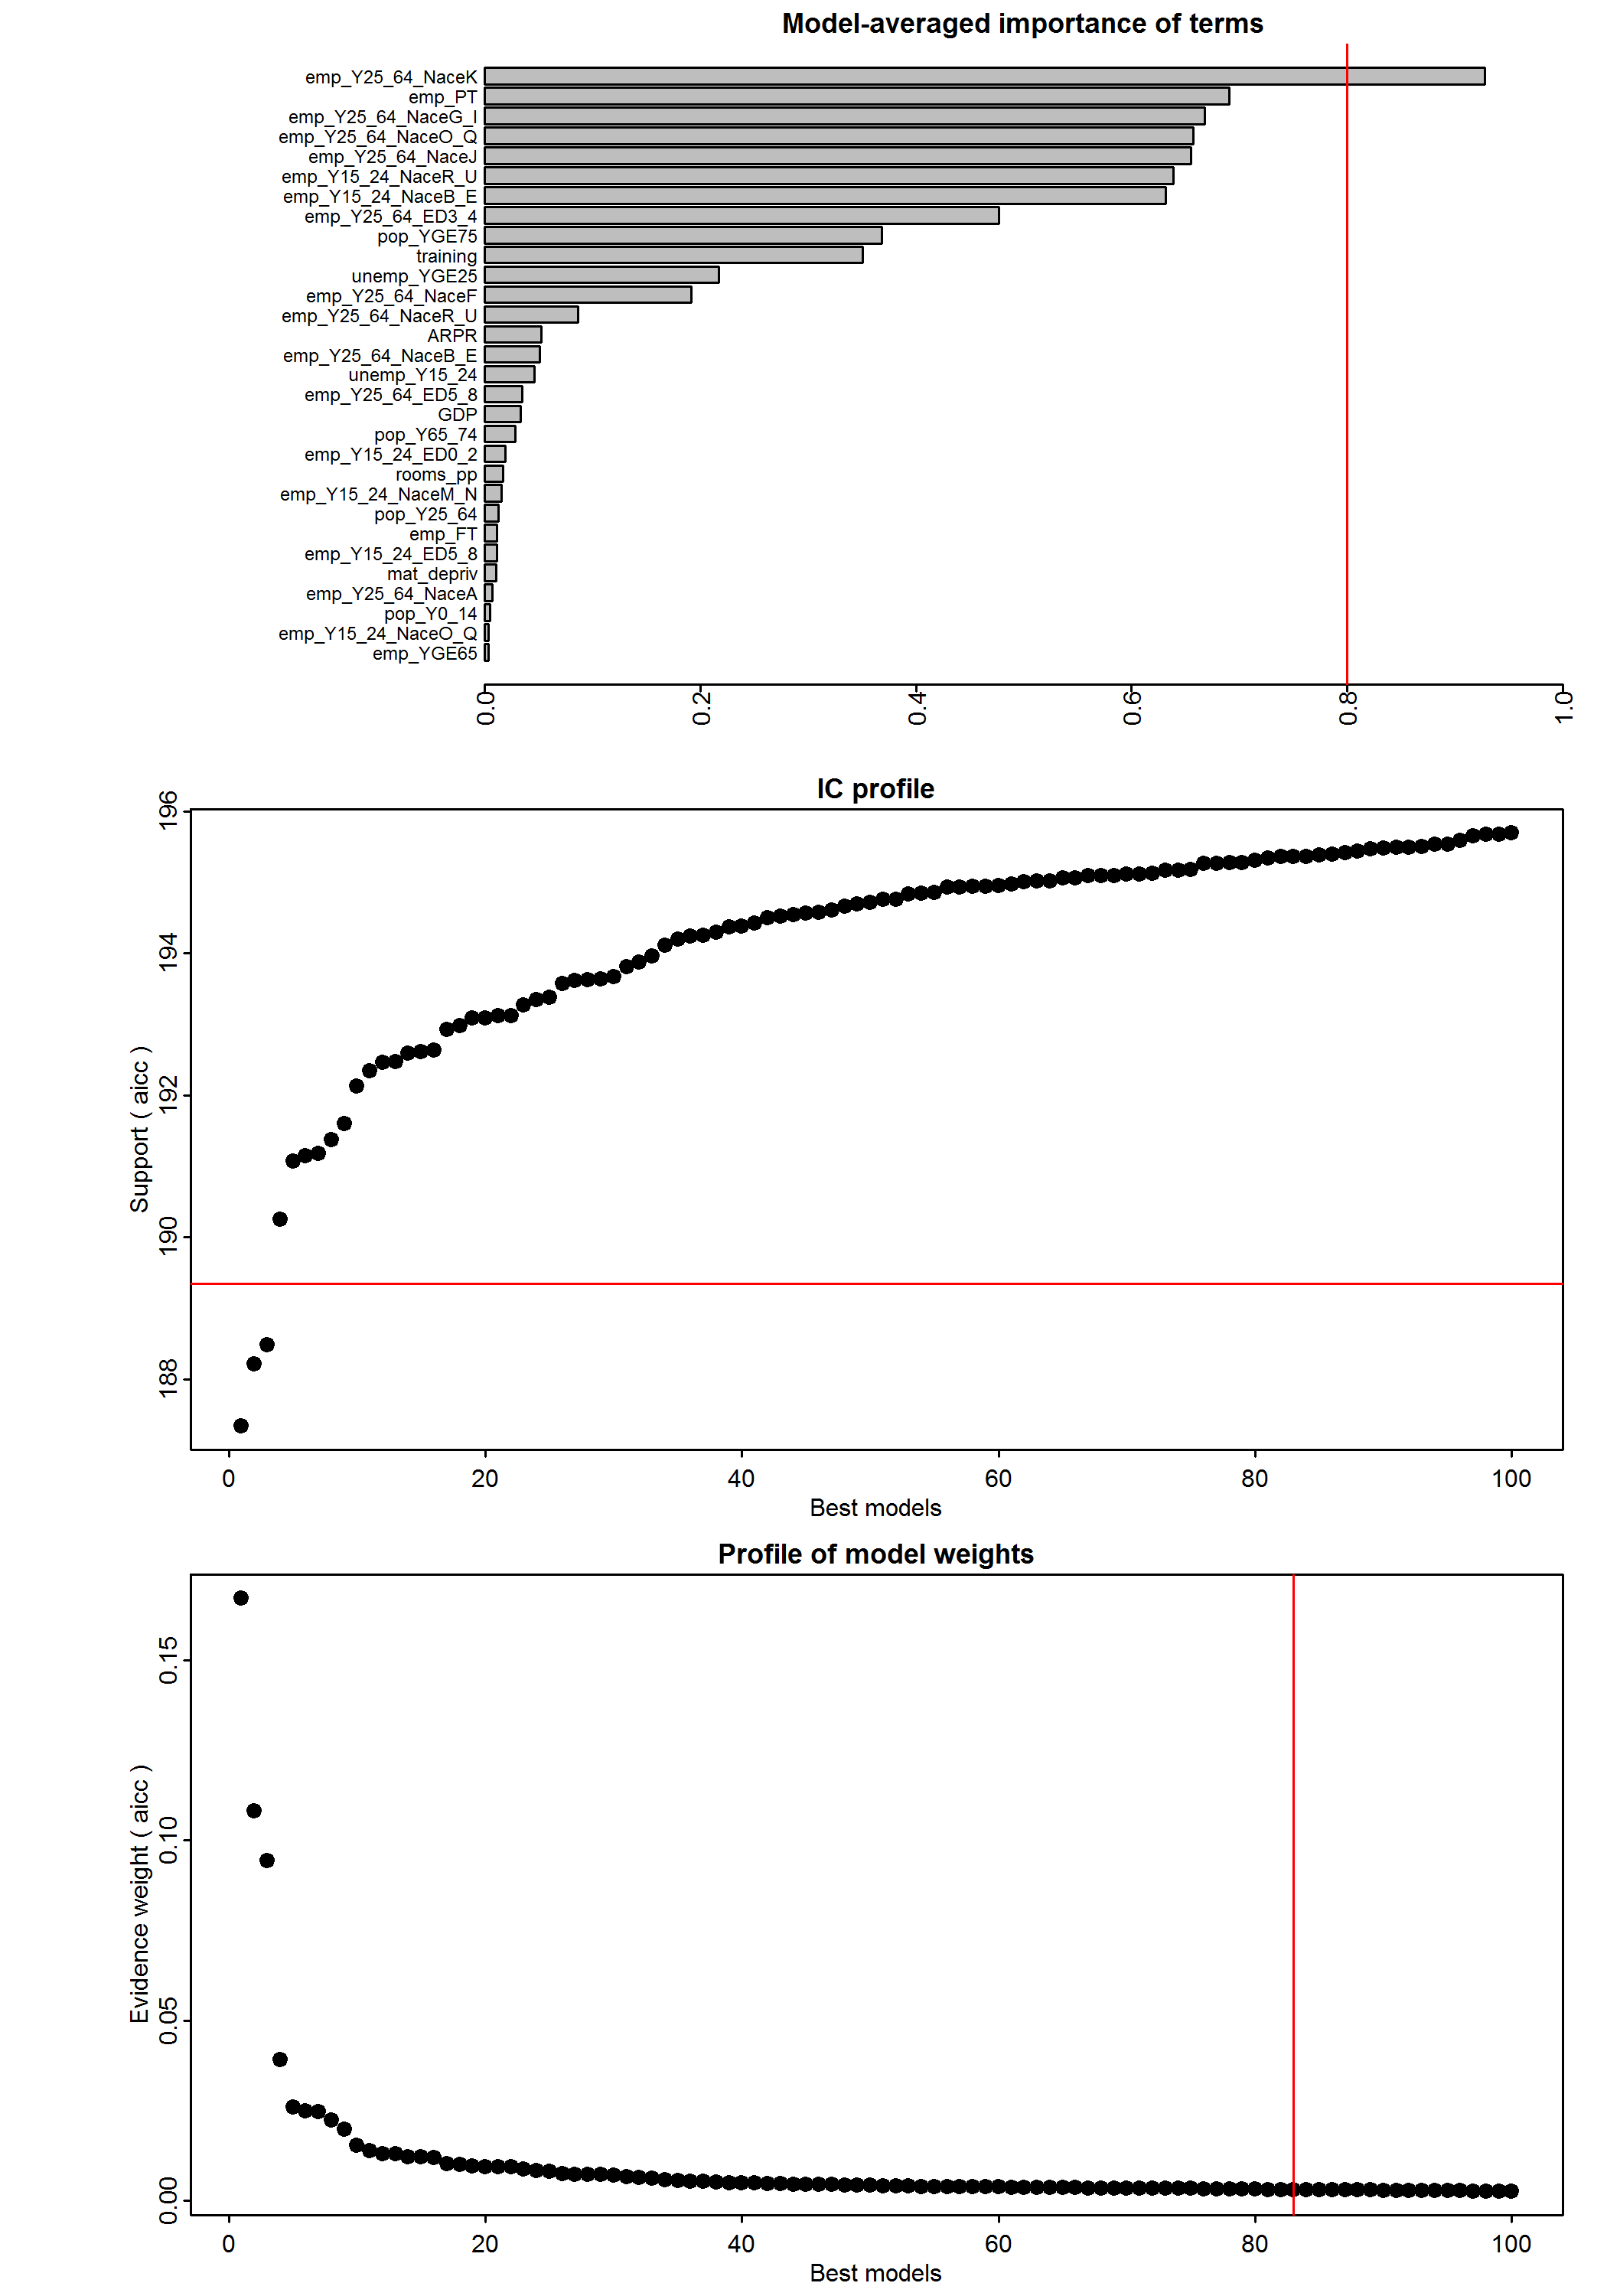 Model-averaged importance of terms
emp_Y25_64_NaceK
emp_PT
emp_Y25_64_NaceG_I
emp_Y25_64_NaceO_Q
emp_Y25_64_NaceJ
emp_Y15_24_NaceR_U
emp_Y15_24_NaceB_E
emp_Y25_64_ED3_4
pop_YGE75
training
unemp_YGE25
emp_Y25_64_NaceF
emp_Y25_64_NaceR_U
ARPR
emp_Y25_64_NaceB_E
unemp_Y15_24
emp_Y25_64_ED5_8
GDP
pop_Y65_74
emp_Y15_24_ED0_2
rooms_pp
emp_Y15_24_NaceM_N
pop_Y25_64
emp_FT
emp_Y15_24_ED5_8
mat_depriv
emp_Y25_64_NaceA
pop_Y0_14
emp_Y15_24_NaceO_Q
emp_YGE65
0.0 0.2 0.4 0.6 0.8 1.0
IC profile
Support ( aicc )
196
194
192
190
188
0 20 40 60 80 100
Best models
Profile of model weights
Evidence weight ( aicc )
0.15
0.10
0.05
0.00
0 20 40 60 80 100
Best models